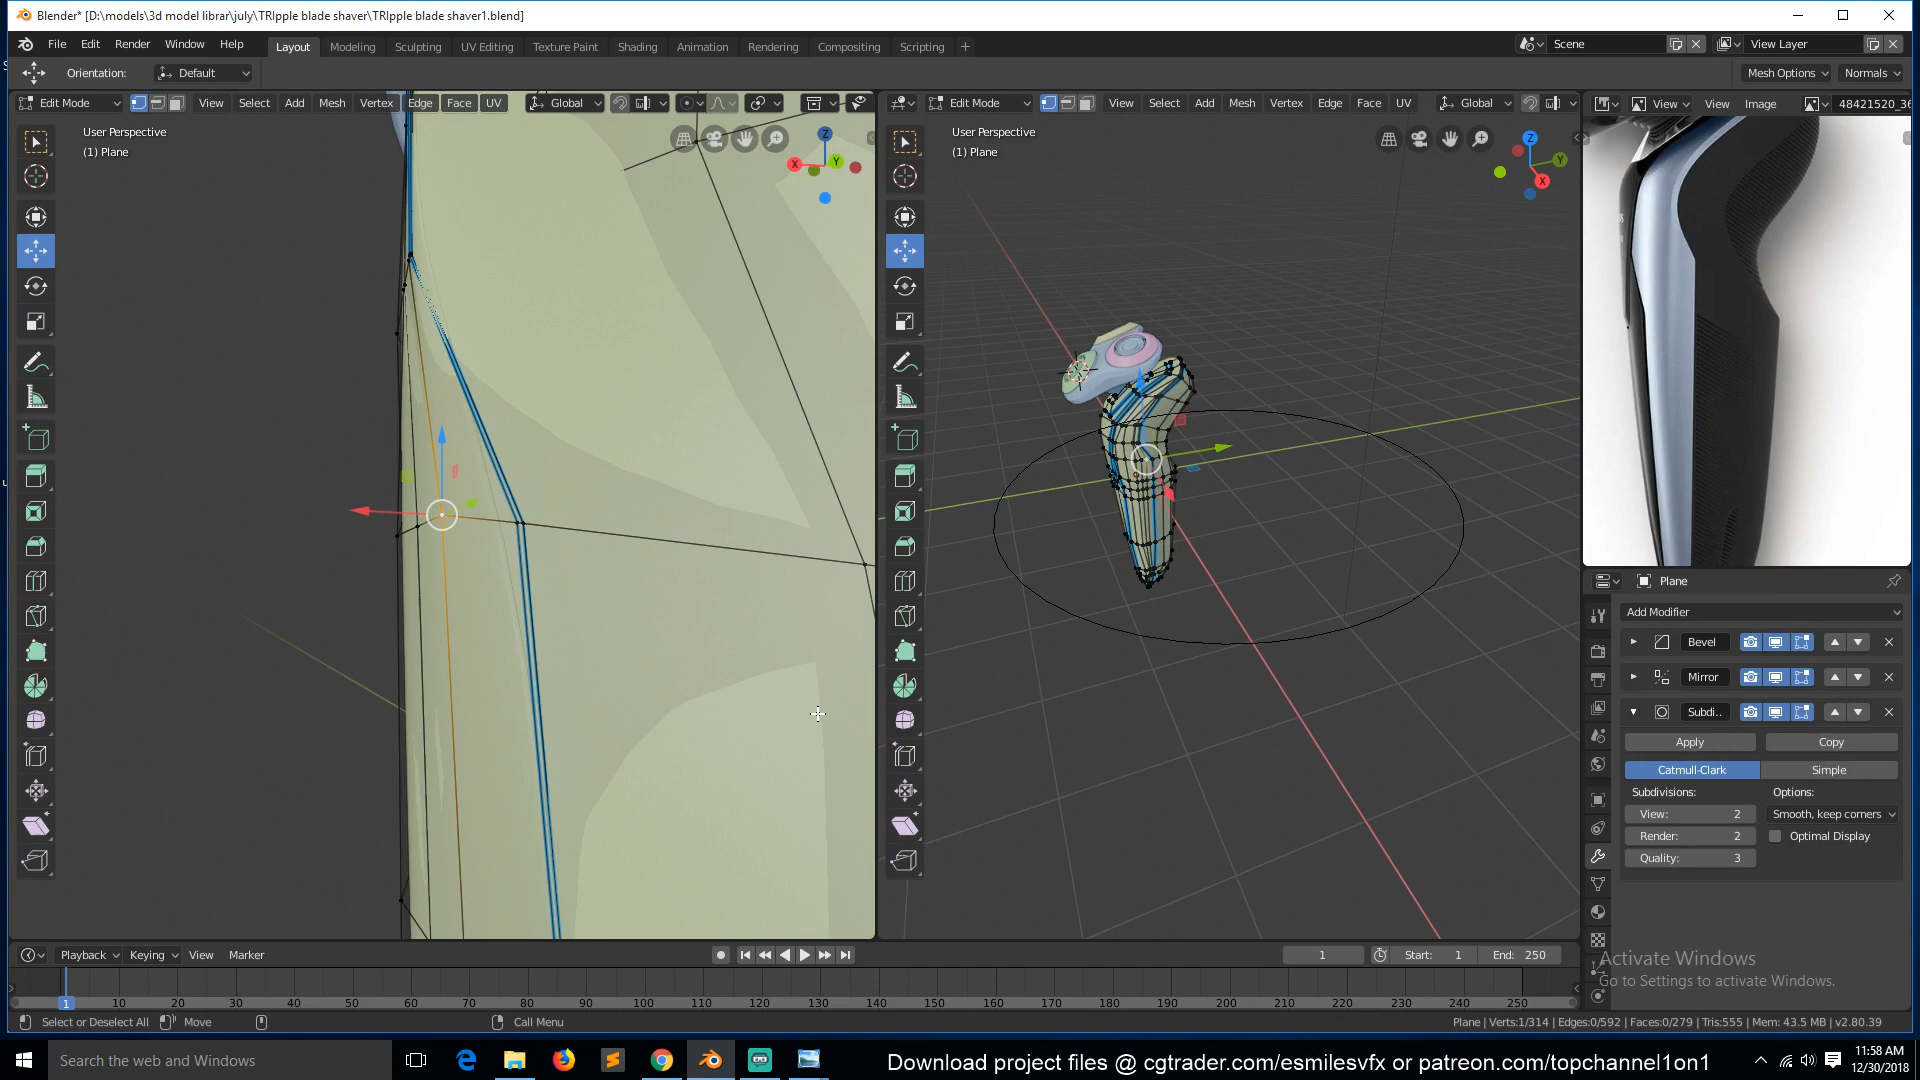 Blender* [D:\models\3d model librar\july\TRIpple blade shaver\TRIpple blade shaver1.blend]
File Edit Render Window Help Layout Modeling Sculpting UV Editing Texture Paint Shading Animation Rendering Compositing Scripting Scene View Layer
Orientation: Default Mesh Options Normals
Edit Mode View Select Add Mesh Vertex Edge Face UV Global Edit Mode View Select Add Mesh Vertex Edge Face UV Global View View Image 48421520_36
User Perspective
(1) Plane
Z
X
Y
User Perspective
(1) Plane
Z
Y
X
Plane
Add Modifier
Bevel
Mirror
Subdi..
Apply Copy
Catmull-Clark Simple
Subdivisions: Options:
View: 2 Smooth, keep corners
Render: 2 Optimal Display
Quality: 3
Playback Keying View Marker 1 Start: 1 End: 250
1 10 20 30 40 50 60 70 80 90 100 110 120 130 140 150 160 170 180 190 200 210 220 230 240 250
Activate Windows
Go to Settings to activate Windows.
Select or Deselect All Move Call Menu Plane | Verts:1/314 | Edges:0/592 | Faces:0/279 | Tris:555 | Mem: 43.5 MB | v2.80.39
Search the web and Windows
Download project files @ cgtrader.com/esmilesvfx or patreon.com/topchannel1on1
11:58 AM
12/30/2018